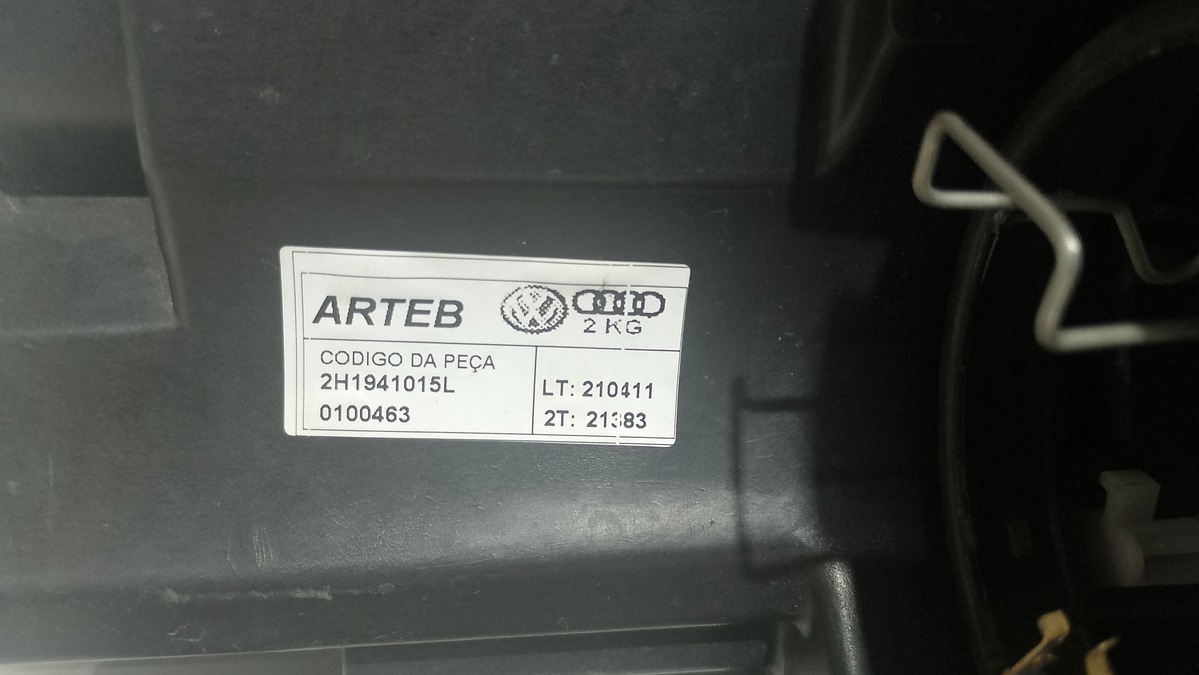 ARTEB
2 KG
CODIGO DA PEÇA
2H1941015L
0100463
LT: 210411
2T: 21383